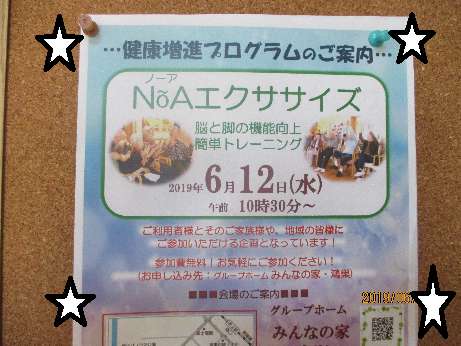 …健康増進プログラムのご案内…
ノーア
NõAエクササイズ
脳と脚の機能向上
簡単トレーニング
2019年6月12日(水)
午前 10時30分～
ご利用者様とそのご家族様や、地域の皆様に
ご参加いただける企画となっています！
参加費無料！お気軽にご参加ください！
(お申し込み先：グループホーム みんなの家・鴻巣)
■■■会場のご案内■■■
グループホーム
みんなの家